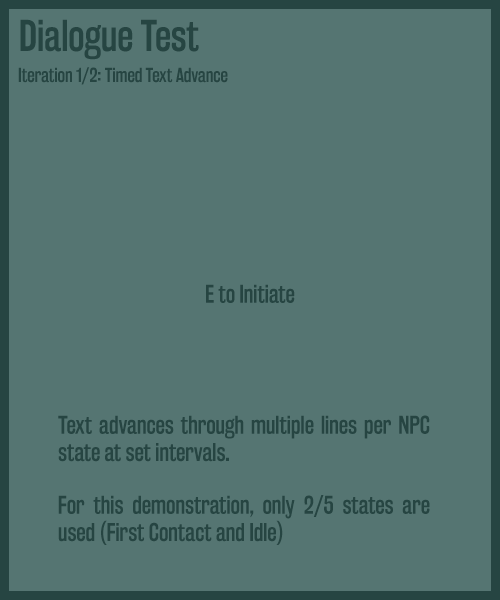 Dialogue Test
Iteration 1/2: Timed Text Advance
E to Initiate
Text advances through multiple lines per NPC
state at set intervals.
For this demonstration, only 2/5 states are
used (First Contact and Idle)